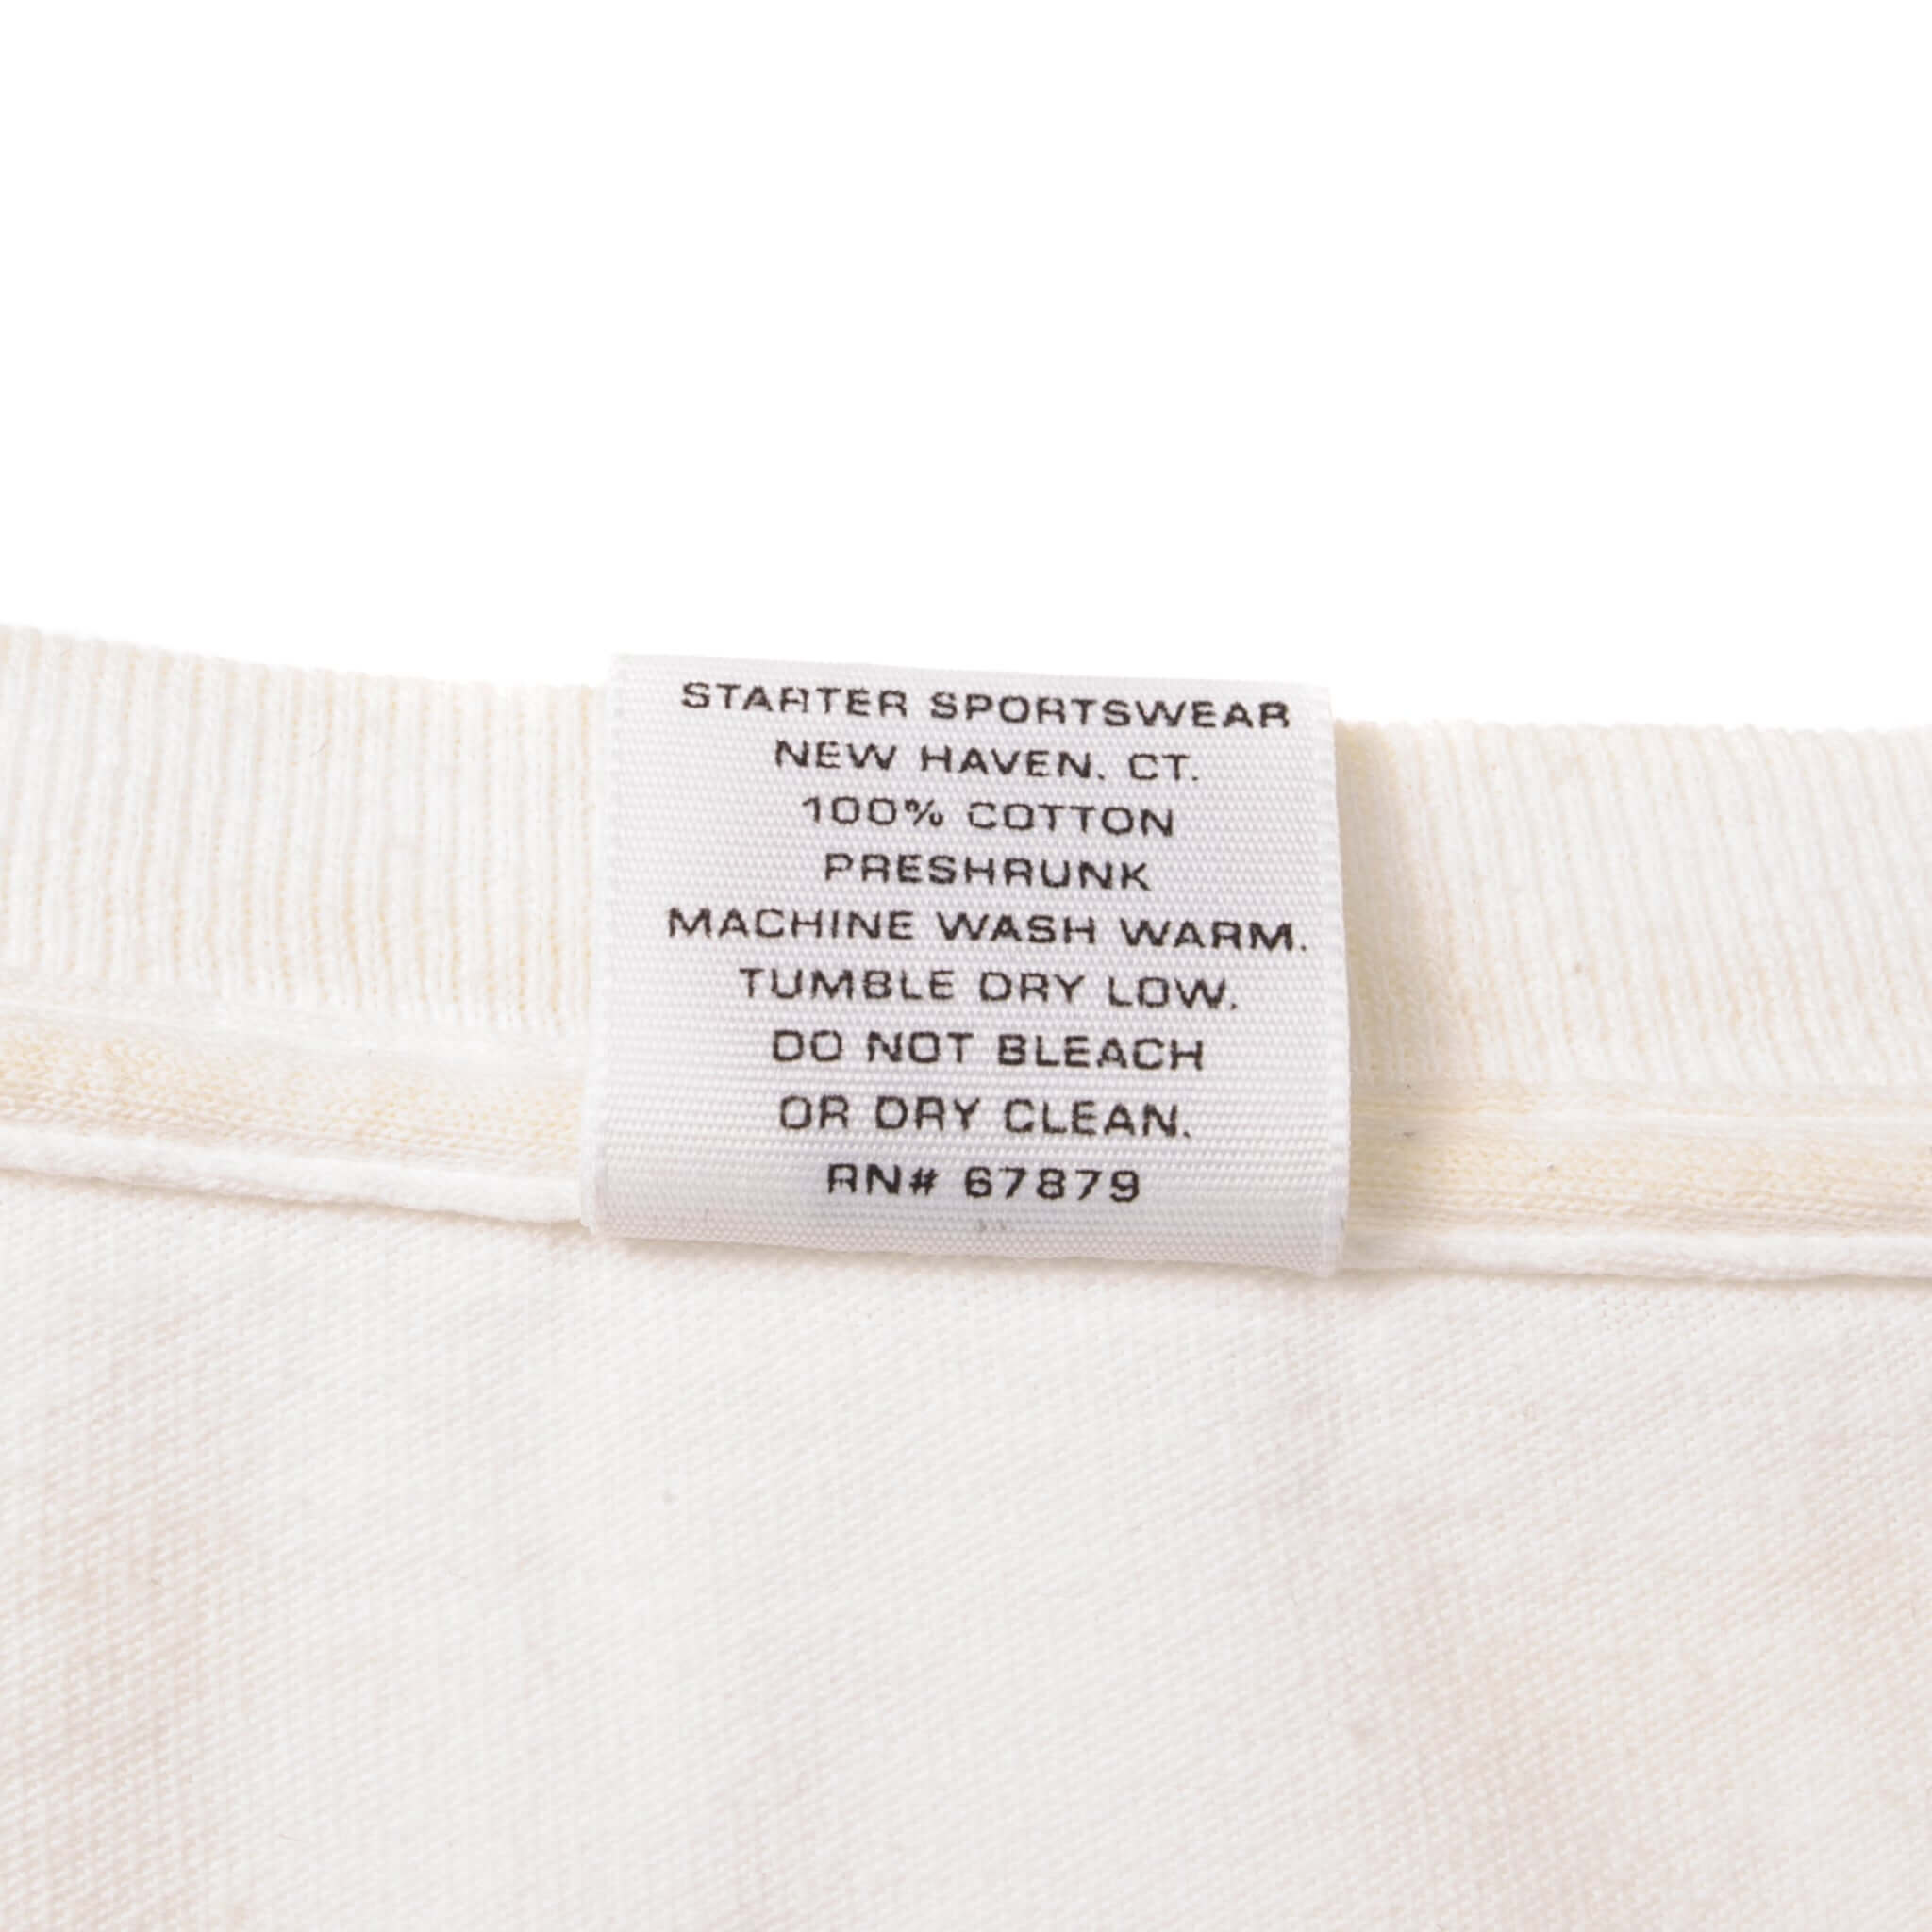 STARTER SPORTSWEAR
NEW HAVEN. CT.
100% COTTON
PRESHRUNK
MACHINE WASH WARM.
TUMBLE DRY LOW.
DO NOT BLEACH
OR DRY CLEAN.
RN# 67879